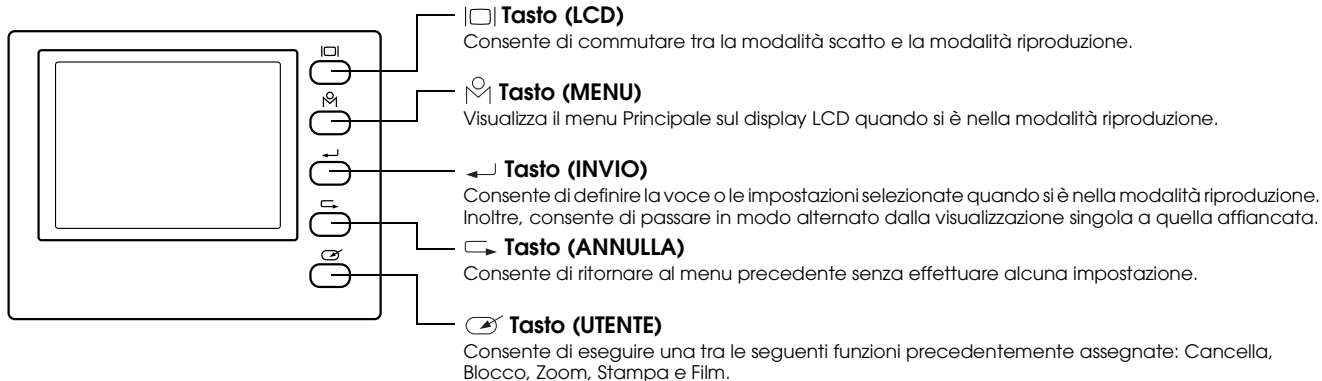 Tasto (LCD)
Consente di commutare tra la modalità scatto e la modalità riproduzione.
Tasto (MENU)
Visualizza il menu Principale sul display LCD quando si è nella modalità riproduzione.
Tasto (INVIO)
Consente di definire la voce o le impostazioni selezionate quando si è nella modalità riproduzione.
Inoltre, consente di passare in modo alternato dalla visualizzazione singola a quella affiancata.
Tasto (ANNULLA)
Consente di ritornare al menu precedente senza effettuare alcuna impostazione.
Tasto (UTENTE)
Consente di eseguire una tra le seguenti funzioni precedentemente assegnate: Cancella,
Blocco, Zoom, Stampa e Film.